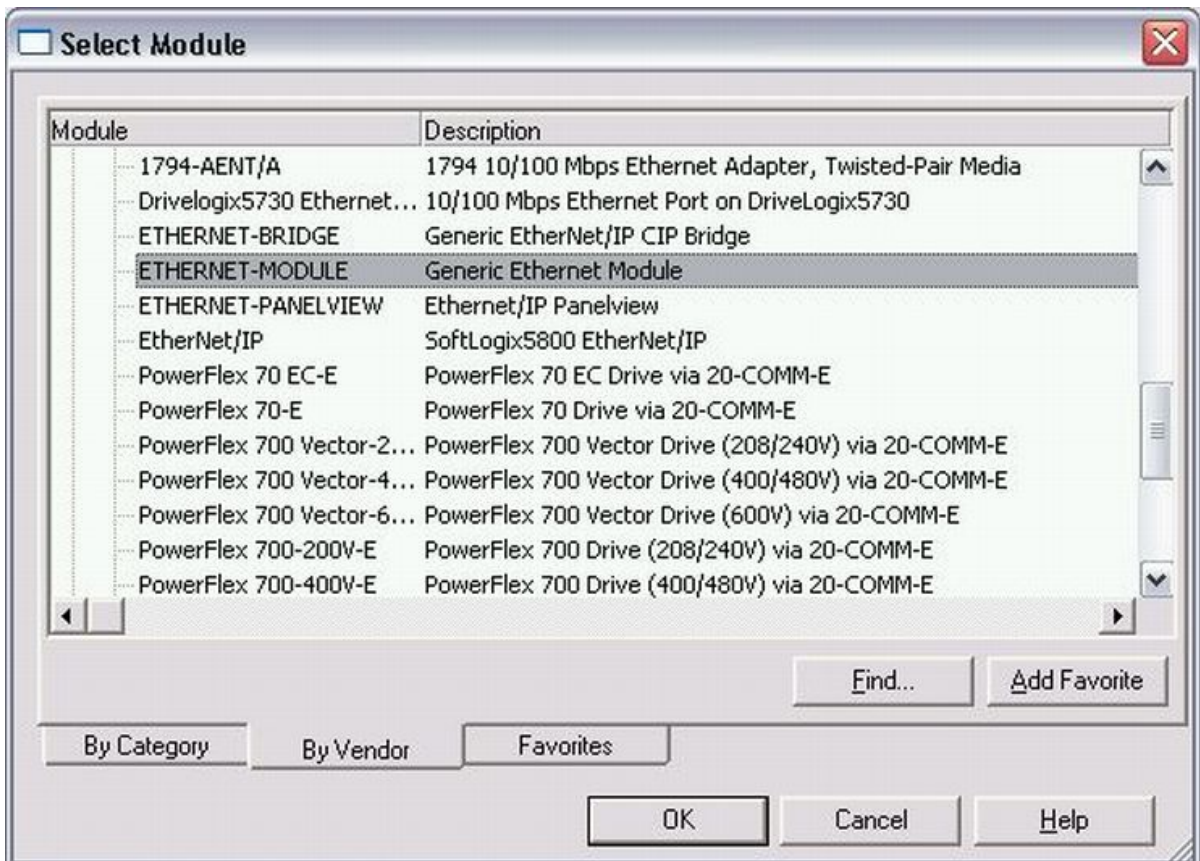 Select Module
Module Description
1794-AENT/A 1794 10/100 Mbps Ethernet Adapter, Twisted-Pair Media
Drivelogix5730 Ethernet... 10/100 Mbps Ethernet Port on DriveLogix5730
ETHERNET-BRIDGE Generic EtherNet/IP CIP Bridge
ETHERNET-MODULE Generic Ethernet Module
ETHERNET-PANELVIEW Ethernet/IP Panelview
EtherNet/IP SoftLogix5800 EtherNet/IP
PowerFlex 70 EC-E PowerFlex 70 EC Drive via 20-COMM-E
PowerFlex 70-E PowerFlex 70 Drive via 20-COMM-E
PowerFlex 700 Vector-2... PowerFlex 700 Vector Drive (208/240V) via 20-COMM-E
PowerFlex 700 Vector-4... PowerFlex 700 Vector Drive (400/480V) via 20-COMM-E
PowerFlex 700 Vector-6... PowerFlex 700 Vector Drive (600V) via 20-COMM-E
PowerFlex 700-200V-E PowerFlex 700 Drive (208/240V) via 20-COMM-E
PowerFlex 700-400V-E PowerFlex 700 Drive (400/480V) via 20-COMM-E
Find... Add Favorite
By Category By Vendor Favorites
OK Cancel Help